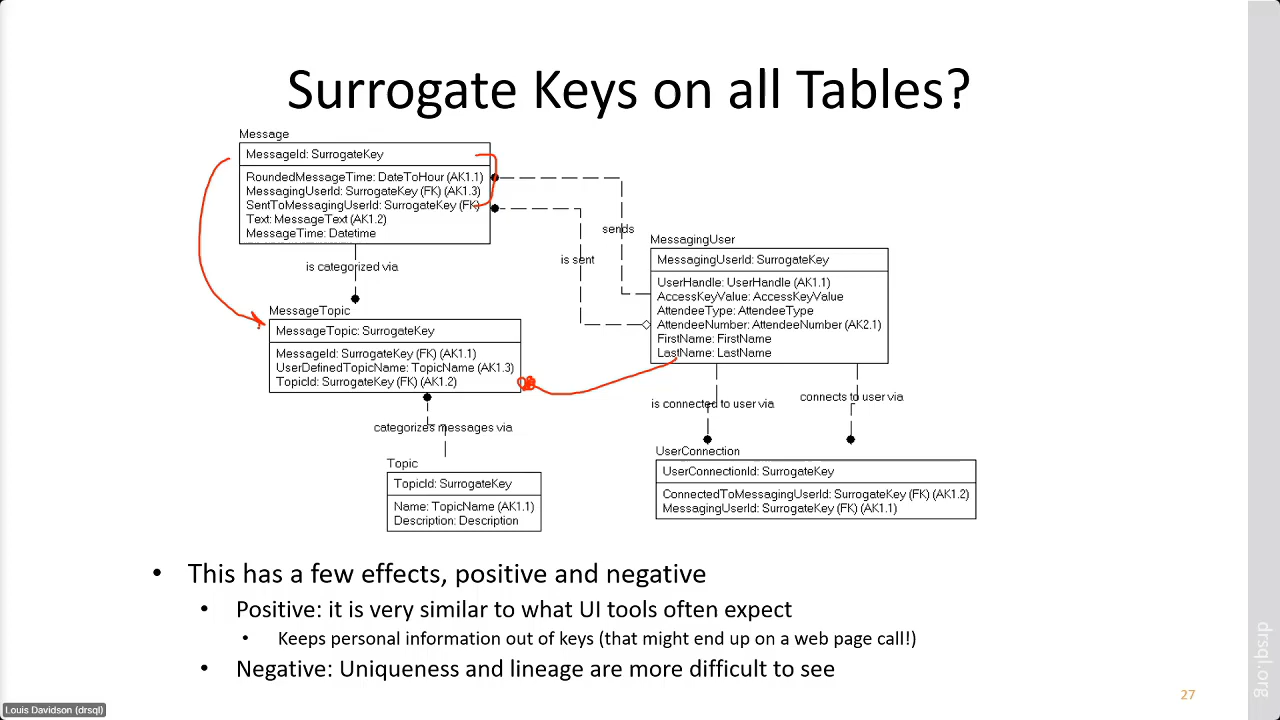 Surrogate Keys on all Tables?
Message
MessageId: SurrogateKey
RoundedMessageTime: DateToHour (AK1.1)
MessagingUserId: SurrogateKey (FK) (AK1.3)
SentToMessagingUserId: SurrogateKey (FK)
Text: MessageText (AK1.2)
MessageTime: Datetime
sends
is sent
is categorized via
MessagingUser
MessagingUserId: SurrogateKey
UserHandle: UserHandle (AK1.1)
AccessKeyValue: AccessKeyValue
AttendeeType: AttendeeType
AttendeeNumber: AttendeeNumber (AK2.1)
FirstName: FirstName
LastName: LastName
MessageTopic
MessageTopic: SurrogateKey
MessageId: SurrogateKey (FK) (AK1.1)
UserDefinedTopicName: TopicName (AK1.3)
TopicId: SurrogateKey (FK) (AK1.2)
is connected to user via
connects to user via
categorizes messages via
UserConnection
UserConnectionId: SurrogateKey
ConnectedToMessagingUserId: SurrogateKey (FK) (AK1.2)
MessagingUserId: SurrogateKey (FK) (AK1.1)
Topic
TopicId: SurrogateKey
Name: TopicName (AK1.1)
Description: Description
• This has a few effects, positive and negative
• Positive: it is very similar to what UI tools often expect
• Keeps personal information out of keys (that might end up on a web page call!)
• Negative: Uniqueness and lineage are more difficult to see
drsql.org
27
Louis Davidson (drsql)